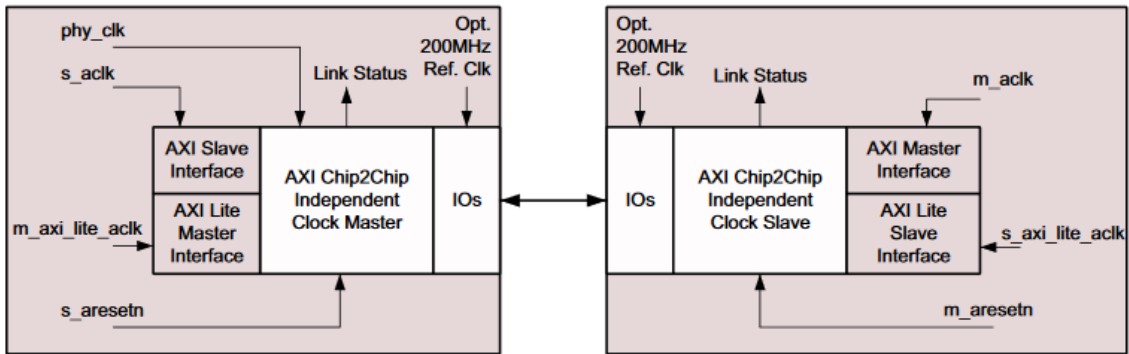 phy_clk
s_aclk
Link Status
Opt.
200MHz
Ref. Clk
AXI Slave
Interface
AXI Lite
Master
Interface
AXI Chip2Chip
Independent
Clock Master
IOs
m_axi_lite_aclk
s_aresetn
Opt.
200MHz
Ref. Clk
Link Status
m_aclk
IOs
AXI Chip2Chip
Independent
Clock Slave
AXI Master
Interface
AXI Lite
Slave
Interface
s_axi_lite_aclk
m_aresetn